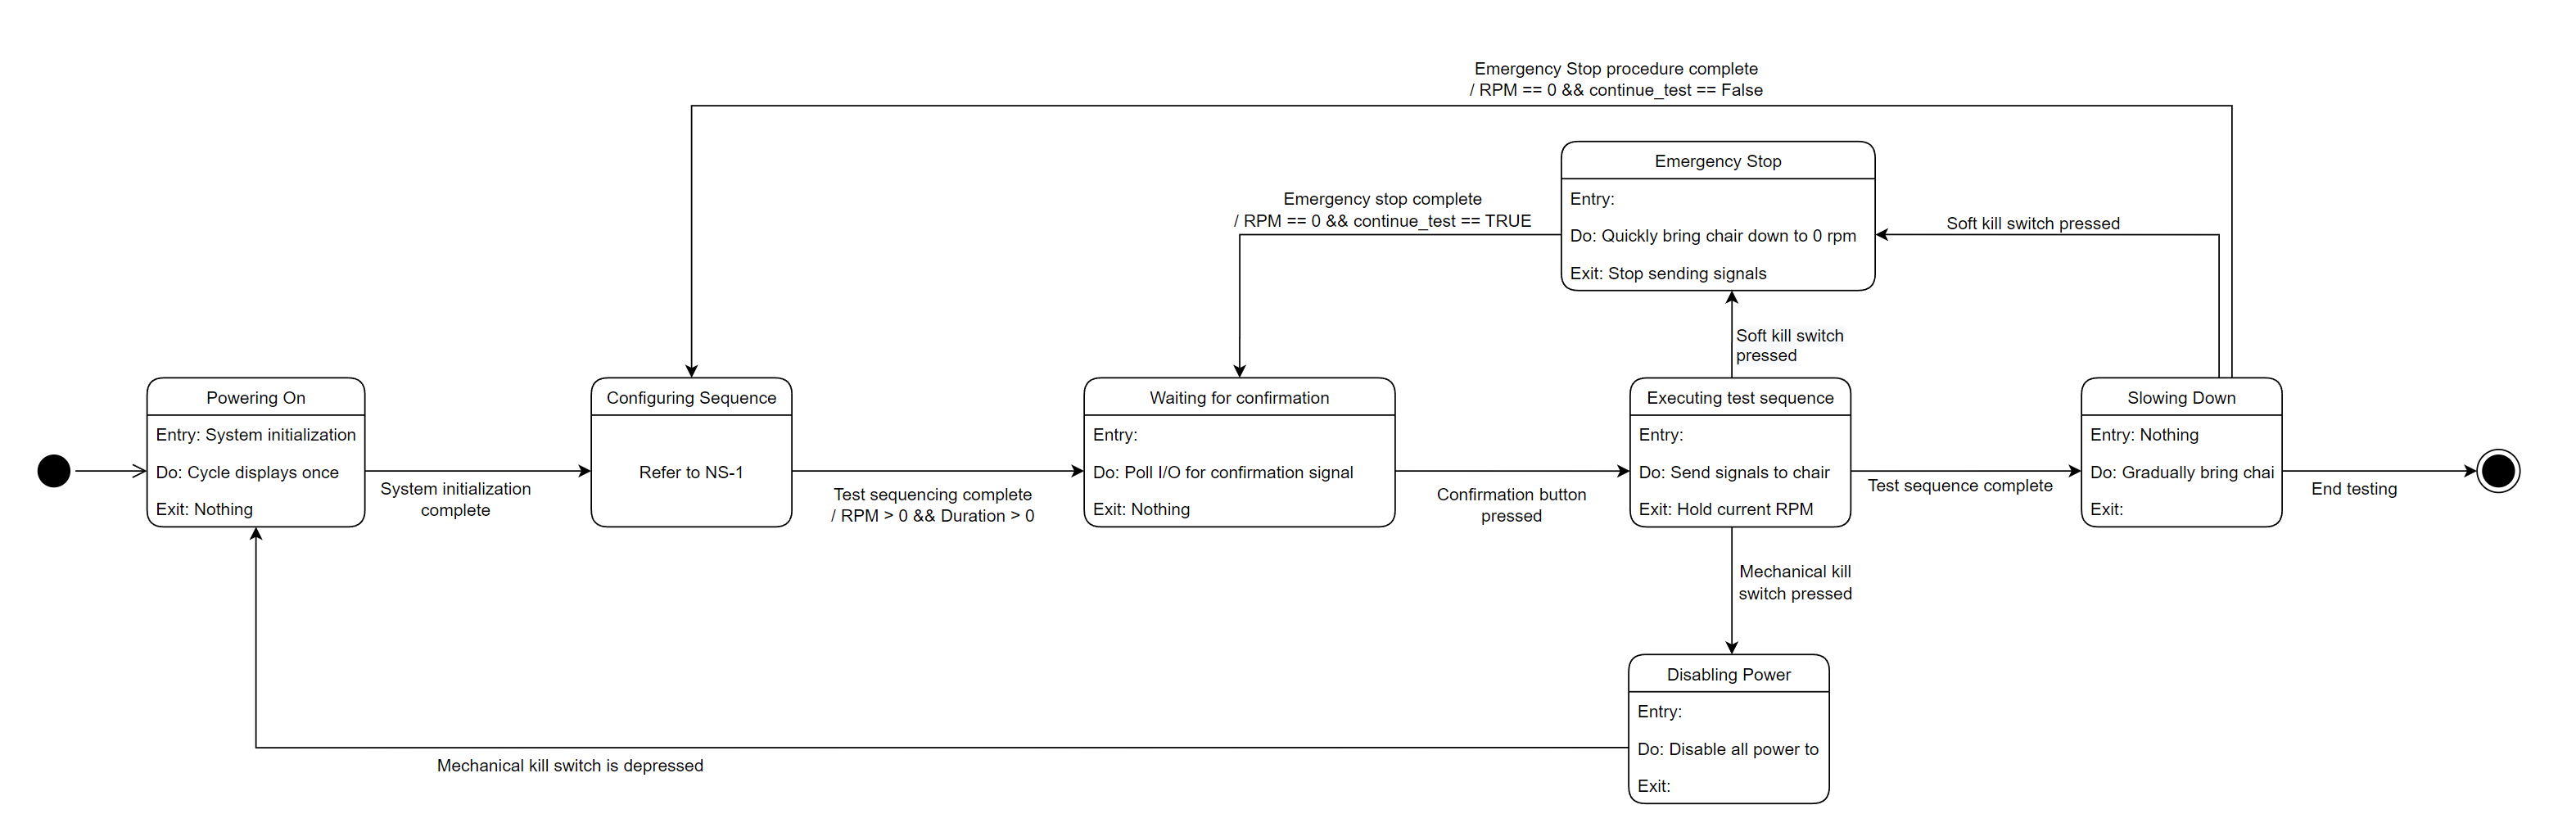 Emergency Stop procedure complete
/ RPM == 0 && continue_test == False
Emergency Stop
Entry:
Do: Quickly bring chair down to 0 rpm
Exit: Stop sending signals
Emergency stop complete
/ RPM == 0 && continue_test == TRUE
Soft kill switch pressed
Soft kill switch
pressed
Powering On
Entry: System initialization
Do: Cycle displays once
Exit: Nothing
System initialization
complete
Configuring Sequence
Refer to NS-1
Test sequencing complete
/ RPM > 0 && Duration > 0
Waiting for confirmation
Entry:
Do: Poll I/O for confirmation signal
Exit: Nothing
Confirmation button
pressed
Executing test sequence
Entry:
Do: Send signals to chair
Exit: Hold current RPM
Test sequence complete
Slowing Down
Entry: Nothing
Do: Gradually bring chai
Exit:
End testing
Mechanical kill
switch pressed
Disabling Power
Entry:
Do: Disable all power to
Exit:
Mechanical kill switch is depressed